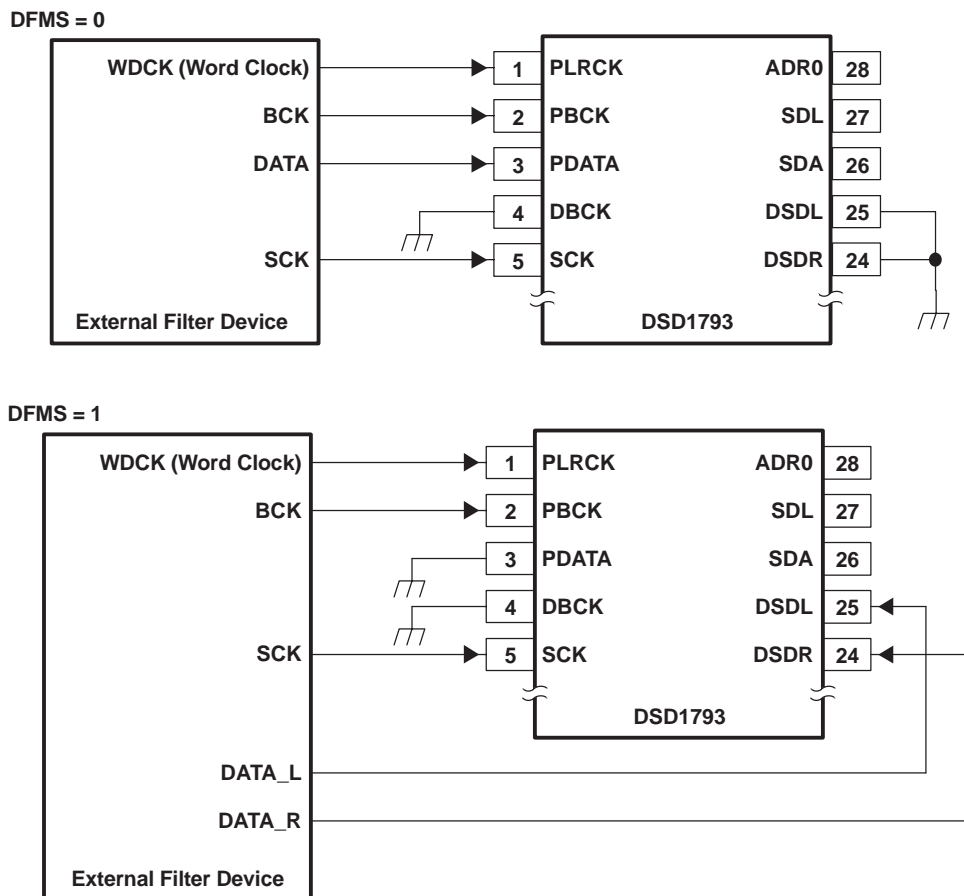 DFMS = 0
WDCK (Word Clock) 1 PLRCK ADR0 28
BCK 2 PBCK SDL 27
DATA 3 PDATA SDA 26
4 DBCK DSDL 25
SCK 5 SCK DSDR 24
External Filter Device DSD1793
DFMS = 1
WDCK (Word Clock) 1 PLRCK ADR0 28
BCK 2 PBCK SDL 27
3 PDATA SDA 26
4 DBCK DSDL 25
SCK 5 SCK DSDR 24
DSD1793
DATA_L
DATA_R
External Filter Device